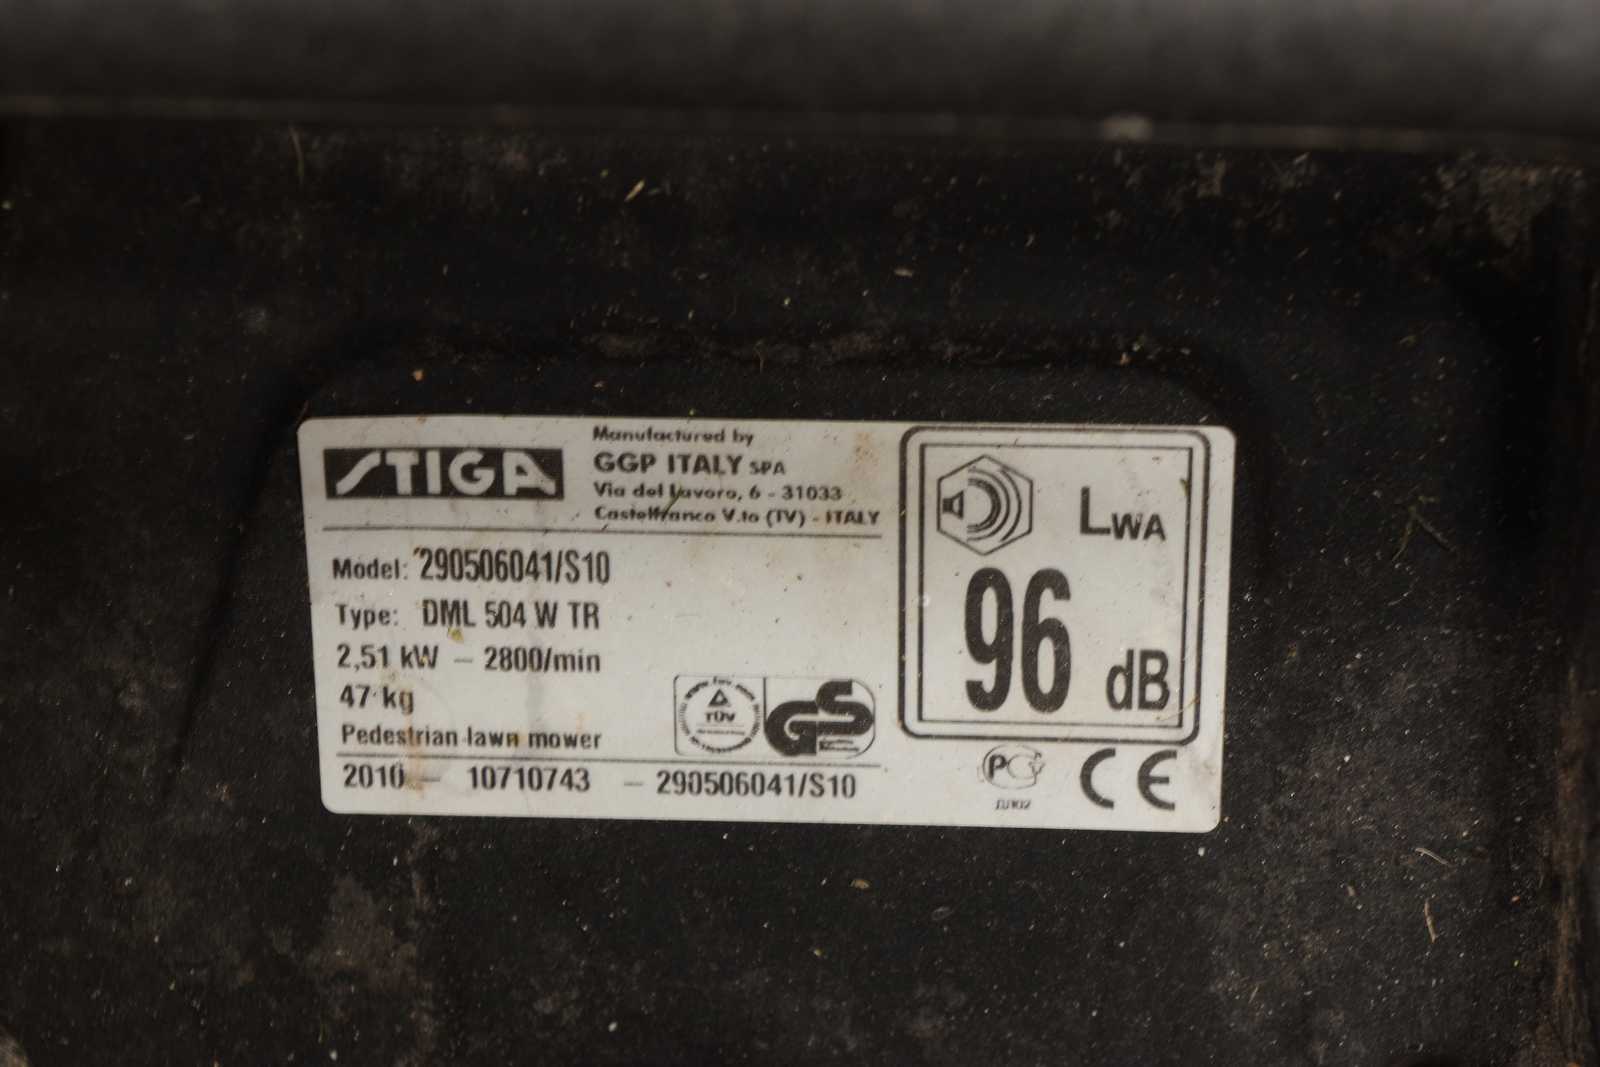 STIGA
Manufactured by
GGP ITALY SPA
Via del Lavoro, 6 - 31033
Castelfranco V.to (TV) - ITALY
Model: 290506041/S10
Type: DML 504 W TR
2,51 kW - 2800/min
47 kg
Pedestrian lawn mower
2010 - 10710743 - 290506041/S10
TÜV
GS
LWA
96 dB
CE